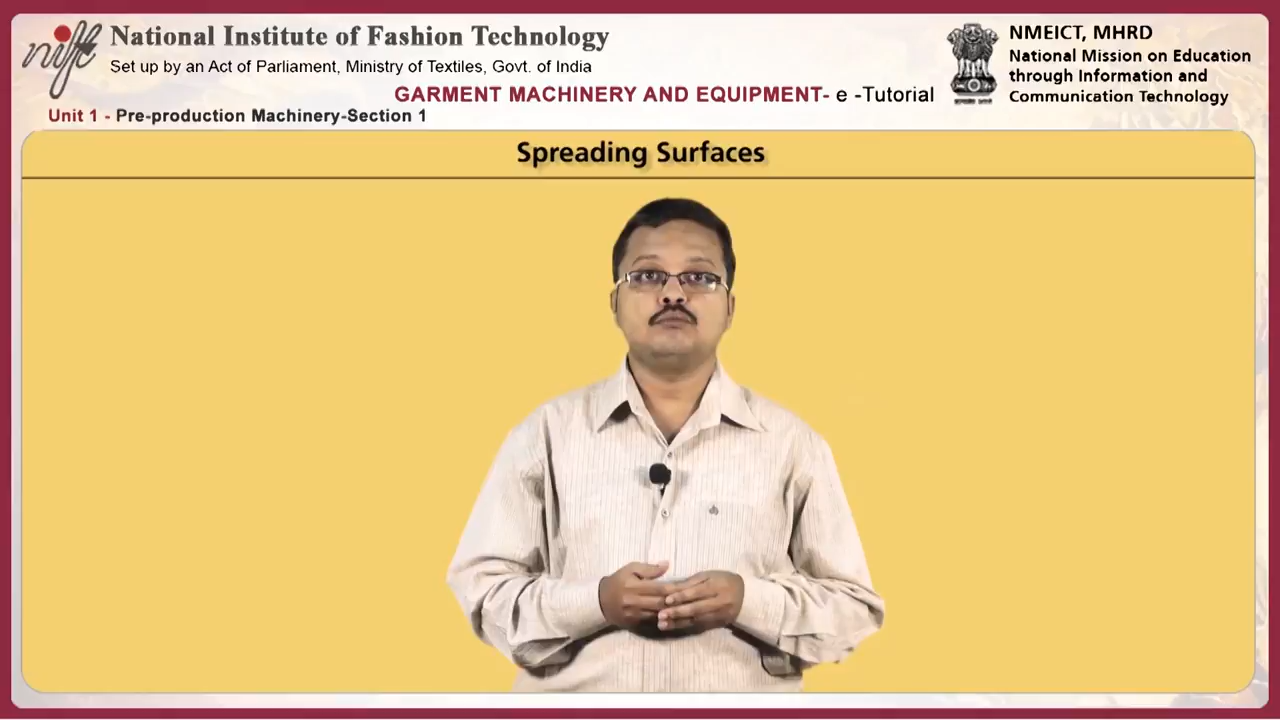 nift
National Institute of Fashion Technology
Set up by an Act of Parliament, Ministry of Textiles, Govt. of India
NMEICT, MHRD
National Mission on Education
through Information and
Communication Technology
GARMENT MACHINERY AND EQUIPMENT- e -Tutorial
Unit 1 - Pre-production Machinery-Section 1
Spreading Surfaces